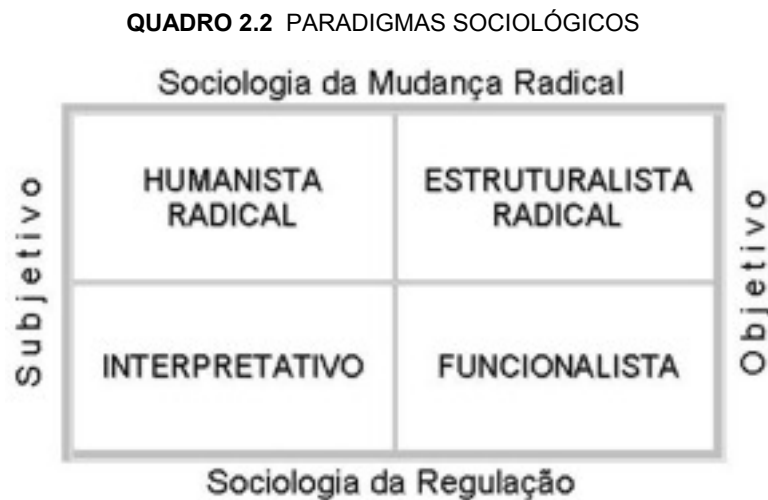 QUADRO 2.2 PARADIGMAS SOCIOLÓGICOS
Sociologia da Mudança Radical
Subjetivo
HUMANISTA
RADICAL
ESTRUTURALISTA
RADICAL
Objetivo
INTERPRETATIVO
FUNCIONALISTA
Sociologia da Regulação